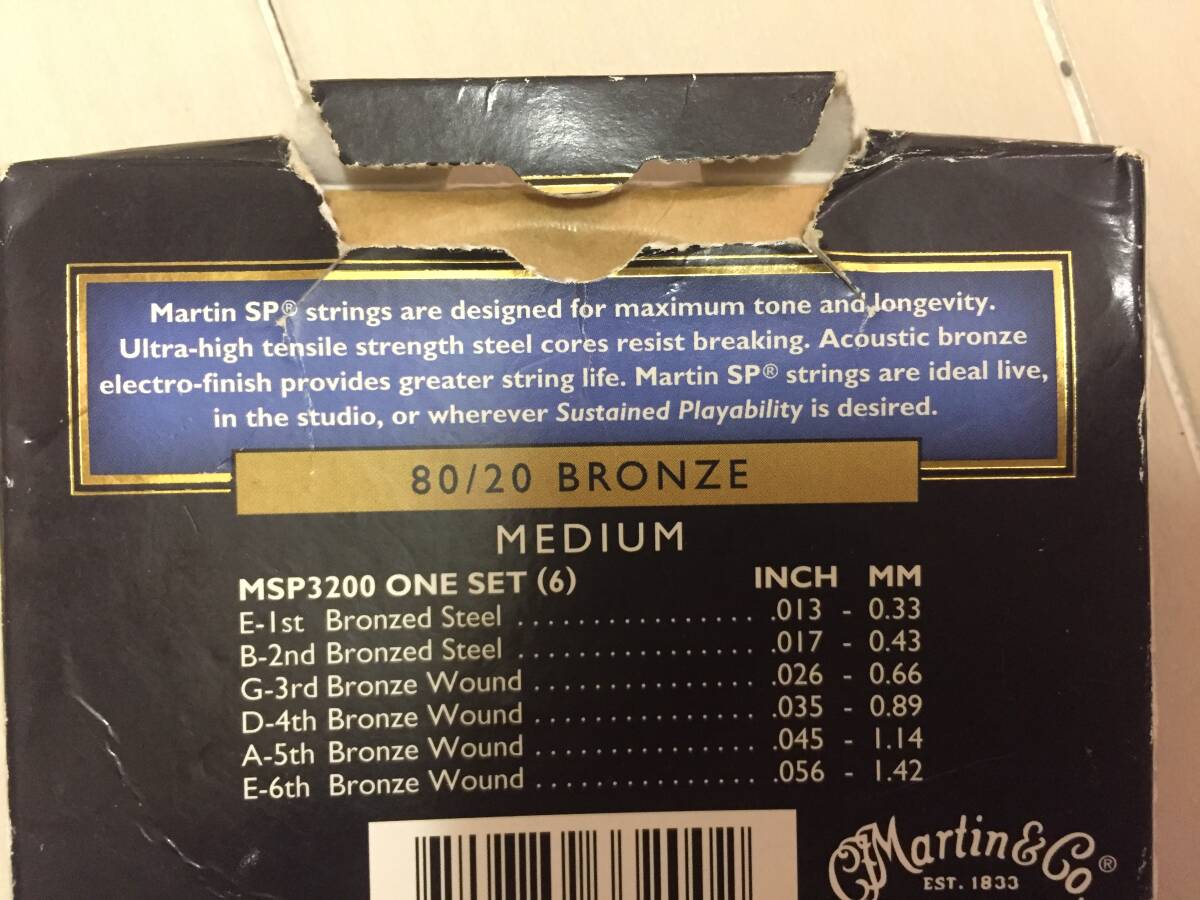 Martin SP® strings are designed for maximum tone and longevity.
Ultra-high tensile strength steel cores resist breaking. Acoustic bronze
electro-finish provides greater string life. Martin SP® strings are ideal live,
in the studio, or wherever Sustained Playability is desired.
80/20 BRONZE
MEDIUM
MSP3200 ONE SET (6) INCH MM
E-1st Bronzed Steel ................ .013 - 0.33
B-2nd Bronzed Steel ................ .017 - 0.43
G-3rd Bronze Wound ............... .026 - 0.66
D-4th Bronze Wound ............... .035 - 0.89
A-5th Bronze Wound ............... .045 - 1.14
E-6th Bronze Wound ............... .056 - 1.42
CF Martin & Co®
EST. 1833